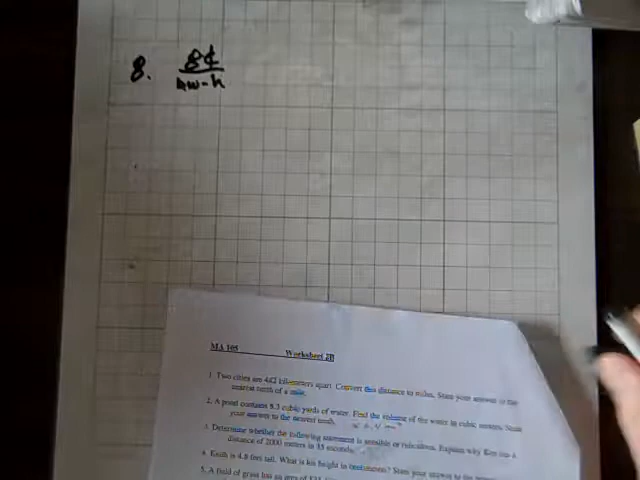 8. 8¢
kw-h
MA 105 Worksheet 2B
1. Two cities are 442 kilometers apart. Convert this distance to miles. State your answer to the
nearest tenth of a mile.
2. A pond contains 8.3 cubic yards of water. Find the volume of the water in cubic meters. State
your answer to the nearest tenth.
3. Determine whether the following statement is sensible or ridiculous. Explain why. Ken ran a
distance of 2000 meters in 35 seconds.
4. Keith is 4.8 feet tall. What is his height in centimeters? State your answer to the
5. A field of grass has an area of